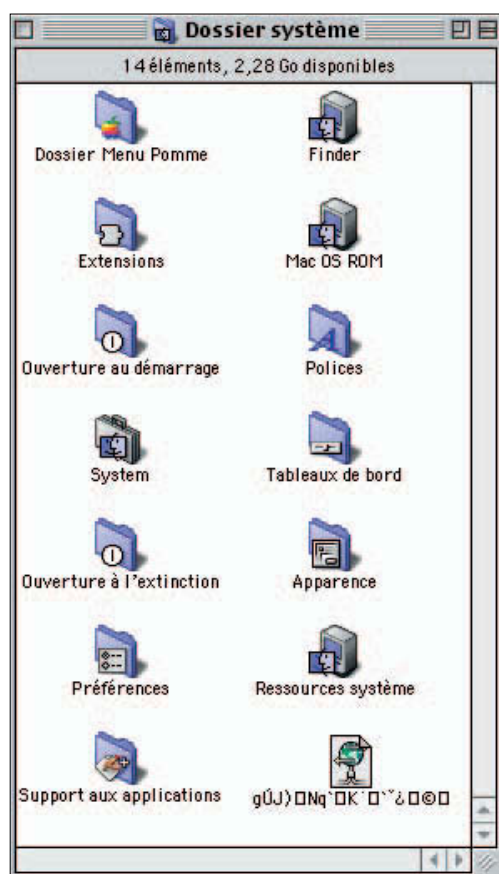 Dossier système
14 éléments, 2,28 Go disponibles
Dossier Menu Pomme
Finder
Extensions
Mac OS ROM
Ouverture au démarrage
Polices
System
Tableaux de bord
Ouverture à l'extinction
Apparence
Préférences
Ressources système
Support aux applications